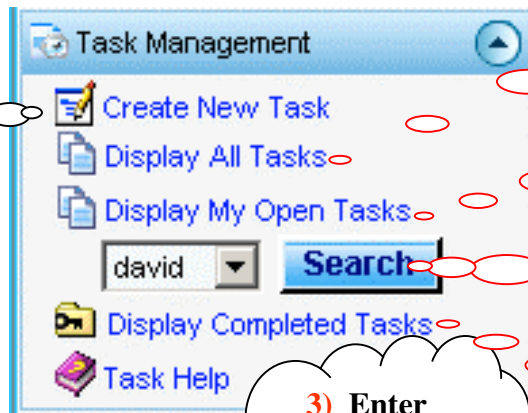 Task Management
Create New Task
Display All Tasks
Display My Open Tasks
david Search
Display Completed Tasks
Task Help
3) Enter